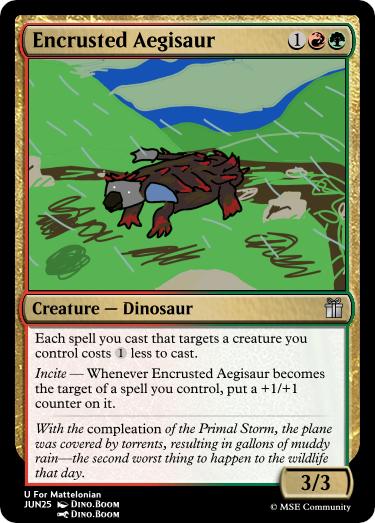 Encrusted Aegisaur 1
Creature — Dinosaur
Each spell you cast that targets a creature you
control costs 1 less to cast.
Incite — Whenever Encrusted Aegisaur becomes
the target of a spell you control, put a +1/+1
counter on it.
With the compleation of the Primal Storm, the plane
was covered by torrents, resulting in gallons of muddy
rain—the second worst thing to happen to the wildlife
that day.
3/3
U For Mattelonian
JUN25 Dino.Boom
Dino.Boom
© MSE Community